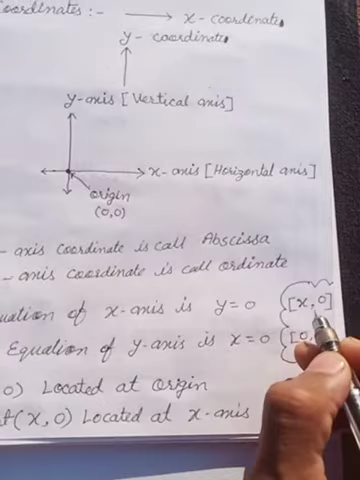 Coordinates :- → x-coordinate
y-coordinate
y-axis [Vertical axis]
x-axis [Horizontal axis]
origin
(0,0)
-axis coordinate is call Abscissa
-axis coordinate is call ordinate
uation of x-axis is y=0 [x,0]
Equation of y-axis is x=0 [0,
0) Located at origin
t(x,0) Located at x-axis